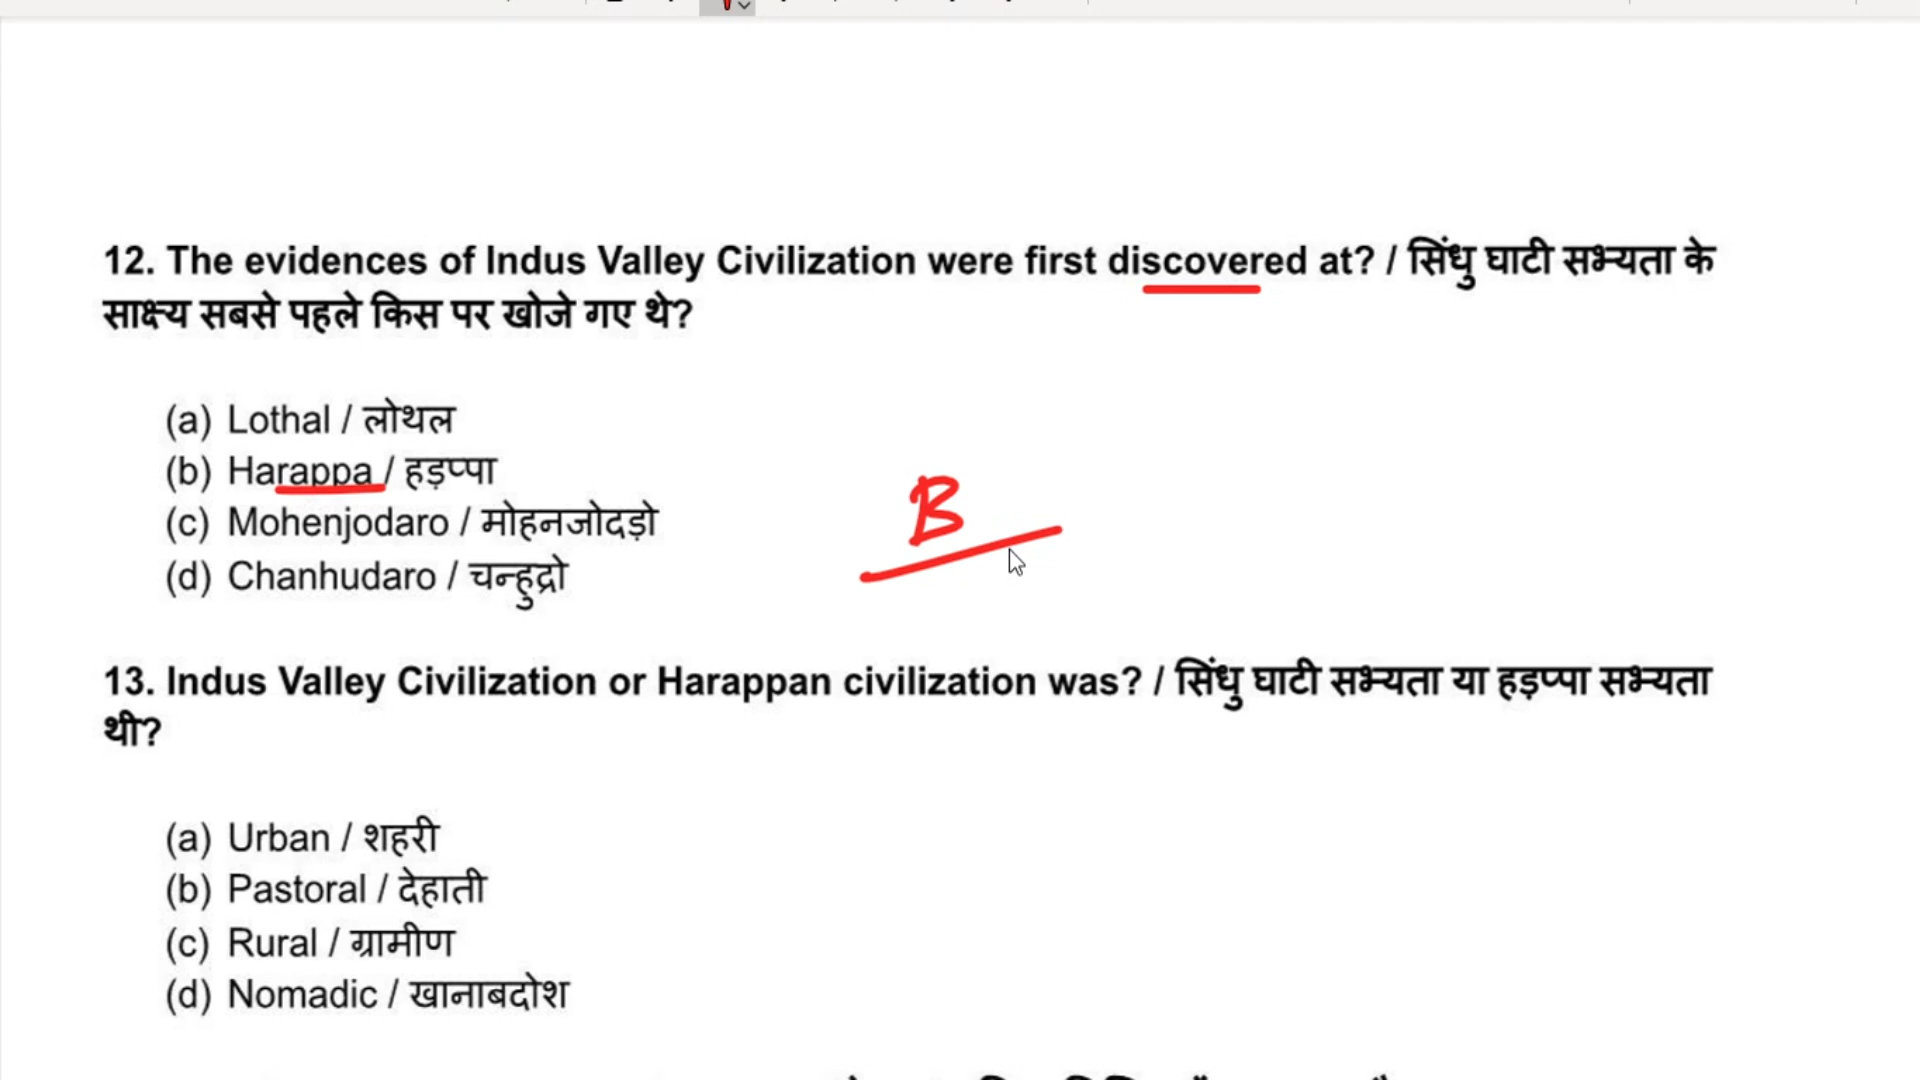 12. The evidences of Indus Valley Civilization were first discovered at? / सिंधु घाटी सभ्यता के
साक्ष्य सबसे पहले किस पर खोजे गए थे?
(a) Lothal / लोथल
(b) Harappa / हड़प्पा
B
(c) Mohenjodaro / मोहनजोदड़ो
(d) Chanhudaro / चन्हुद्रो
13. Indus Valley Civilization or Harappan civilization was? / सिंधु घाटी सभ्यता या हड़प्पा सभ्यता
थी?
(a) Urban / शहरी
(b) Pastoral / देहाती
(c) Rural / ग्रामीण
(d) Nomadic / खानाबदोश